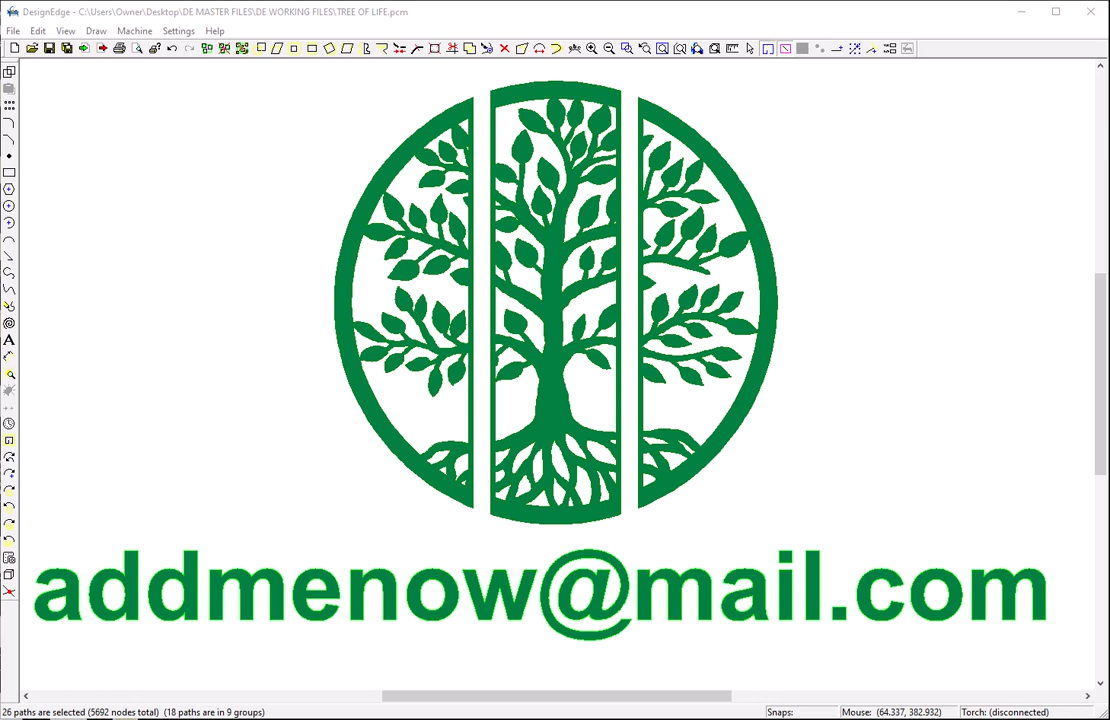 DesignEdge - C:\Users\Owner\Desktop\DE MASTER FILES\DE WORKING FILES\TREE OF LIFE.pcm
File Edit View Draw Machine Settings Help
A
addmenow@mail.com
26 paths are selected (5692 nodes total) (18 paths are in 9 groups) Snaps: Mouse: (64.337, 382.932) Torch: (disconnected)